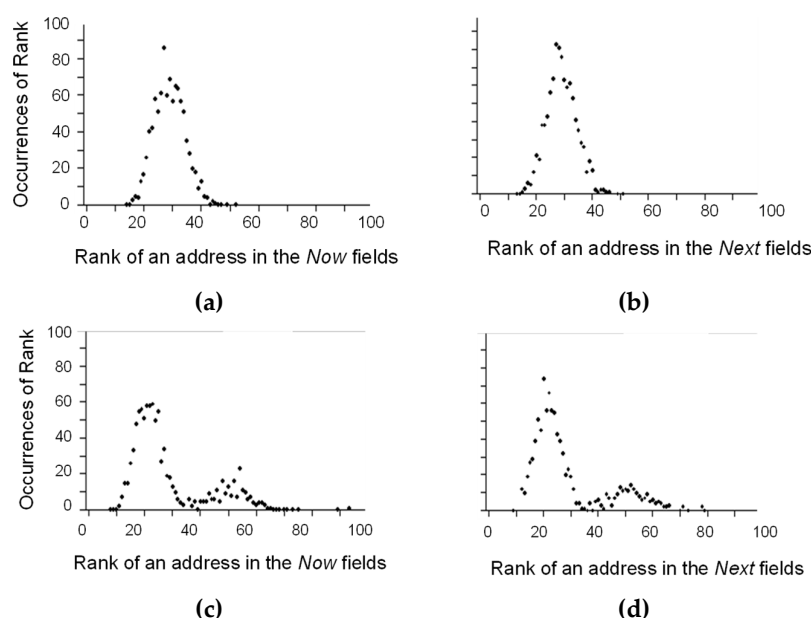 100
80
60
40
20
0
Occurrences of Rank
0 20 40 60 80 100
Rank of an address in the Now fields
(a)
0 20 40 60 80 100
Rank of an address in the Next fields
(b)
100
80
60
40
20
0
Occurrences of Rank
0 20 40 60 80 100
Rank of an address in the Now fields
(c)
0 20 40 60 80 100
Rank of an address in the Next fields
(d)